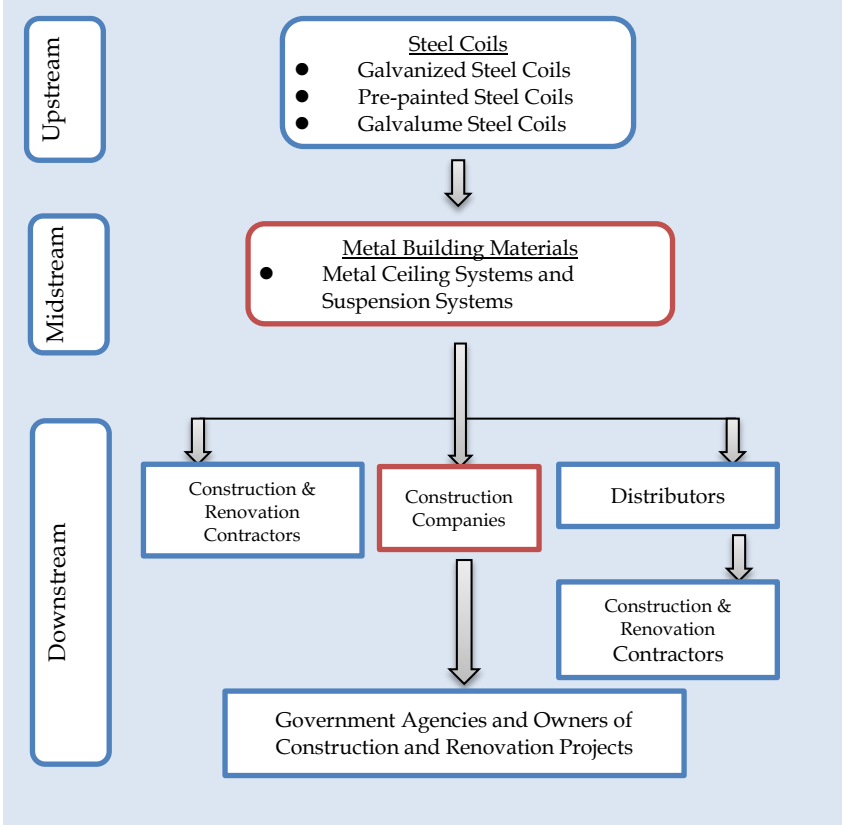 Upstream
Steel Coils
● Galvanized Steel Coils
● Pre-painted Steel Coils
● Galvalume Steel Coils
Midstream
Metal Building Materials
● Metal Ceiling Systems and
Suspension Systems
Downstream
Construction &
Renovation
Contractors
Construction
Companies
Distributors
Construction &
Renovation
Contractors
Government Agencies and Owners of
Construction and Renovation Projects